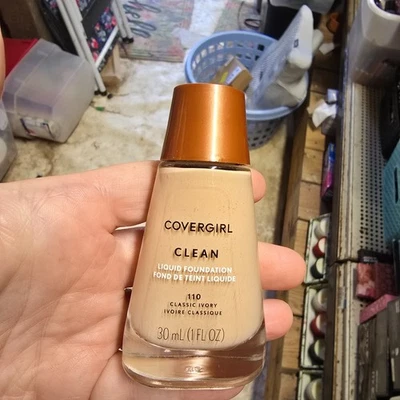 COVERGIRL
CLEAN
LIQUID FOUNDATION
FOND DE TEINT LIQUIDE
110
CLASSIC IVORY
IVOIRE CLASSIQUE
30 mL (1 FL OZ)